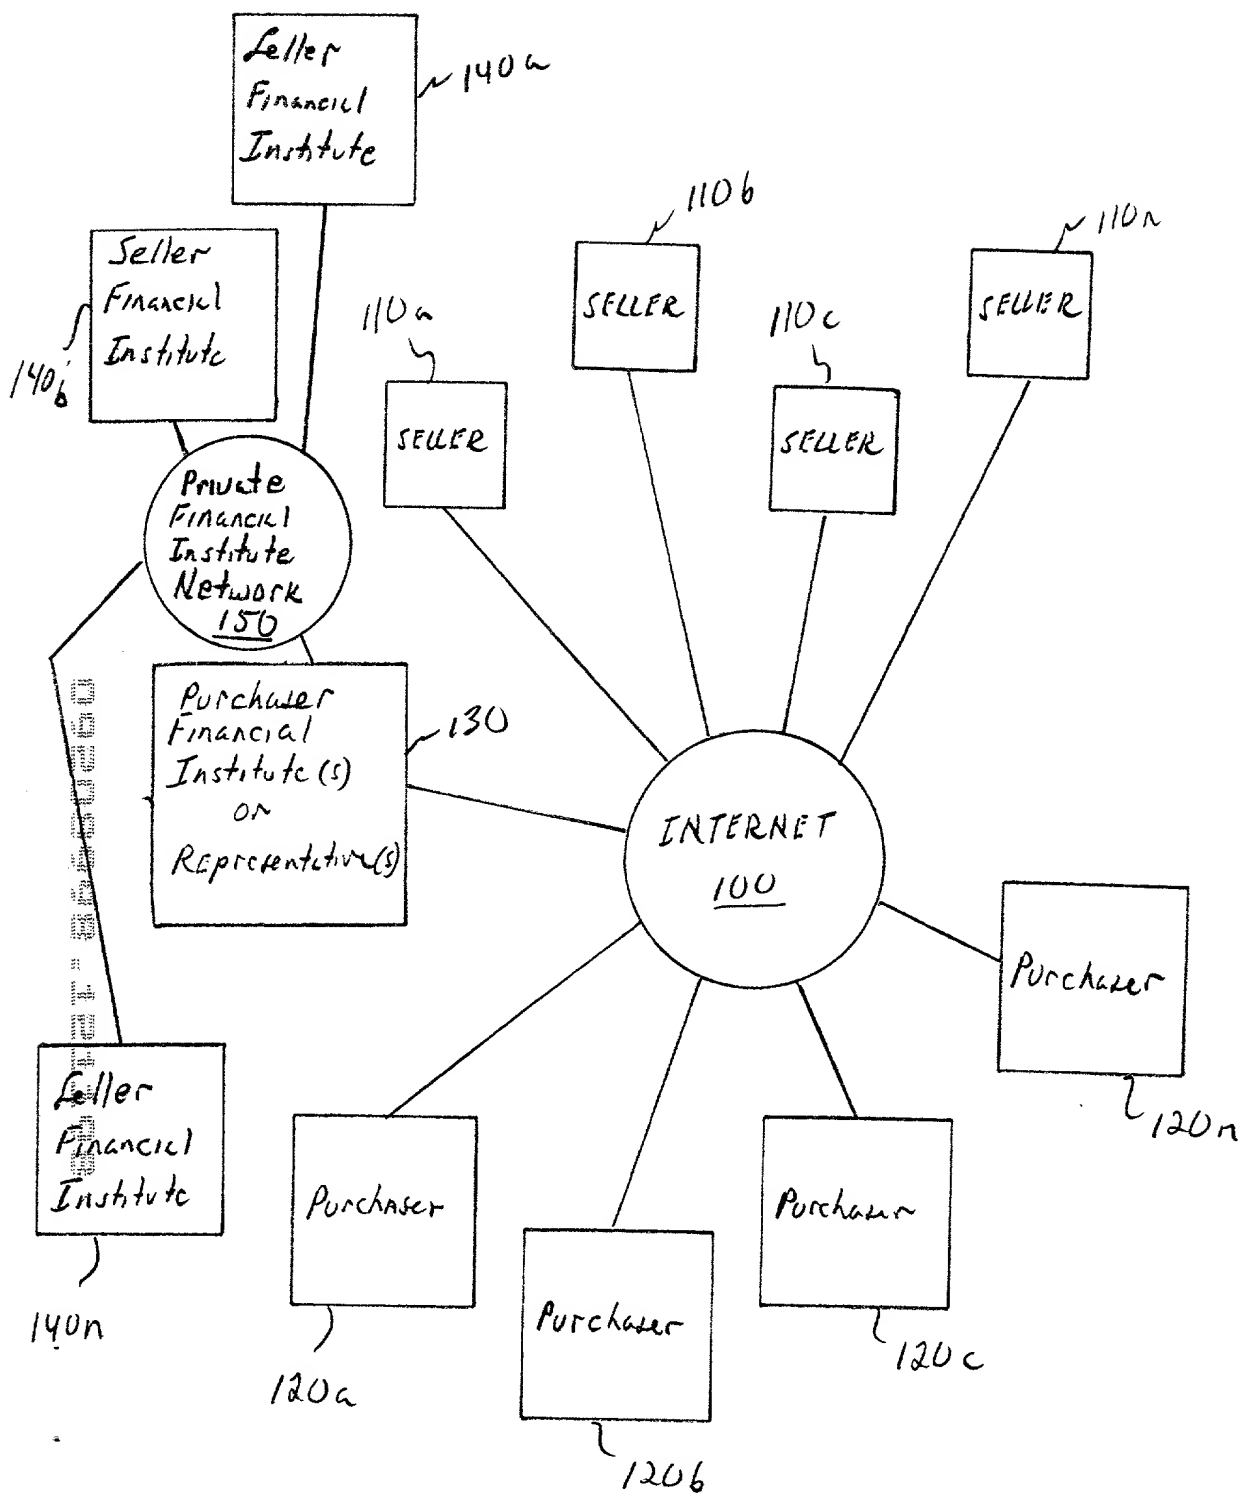 Seller
Financial
Institute
140a
Seller
Financial
Institute
140b
110a
SELLER
110b
SELLER
110c
SELLER
110n
SELLER
Private
Financial
Institute
Network
150
Purchaser
Financial
Institute(s)
or
Representative(s)
130
INTERNET
100
Purchaser
120n
Seller
Financial
Institute
140n
Purchaser
120a
Purchaser
120b
Purchaser
120c